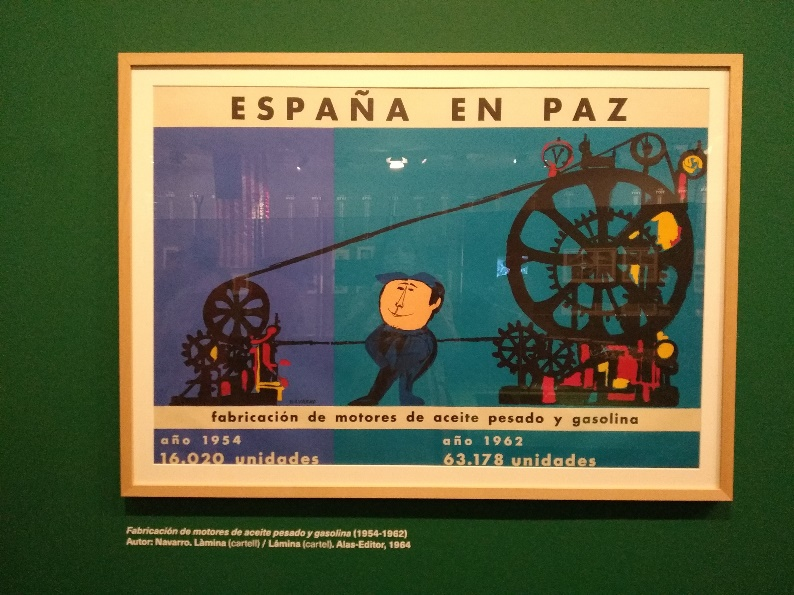 ESPAÑA EN PAZ
fabricación de motores de aceite pesado y gasolina
año 1954
16.020 unidades
año 1962
63.178 unidades
Fabricación de motores de aceite pesado y gasolina (1954-1962)
Autor: Navarro. Làmina (cartell) / Lámina (cartel). Alas-Editor, 1964